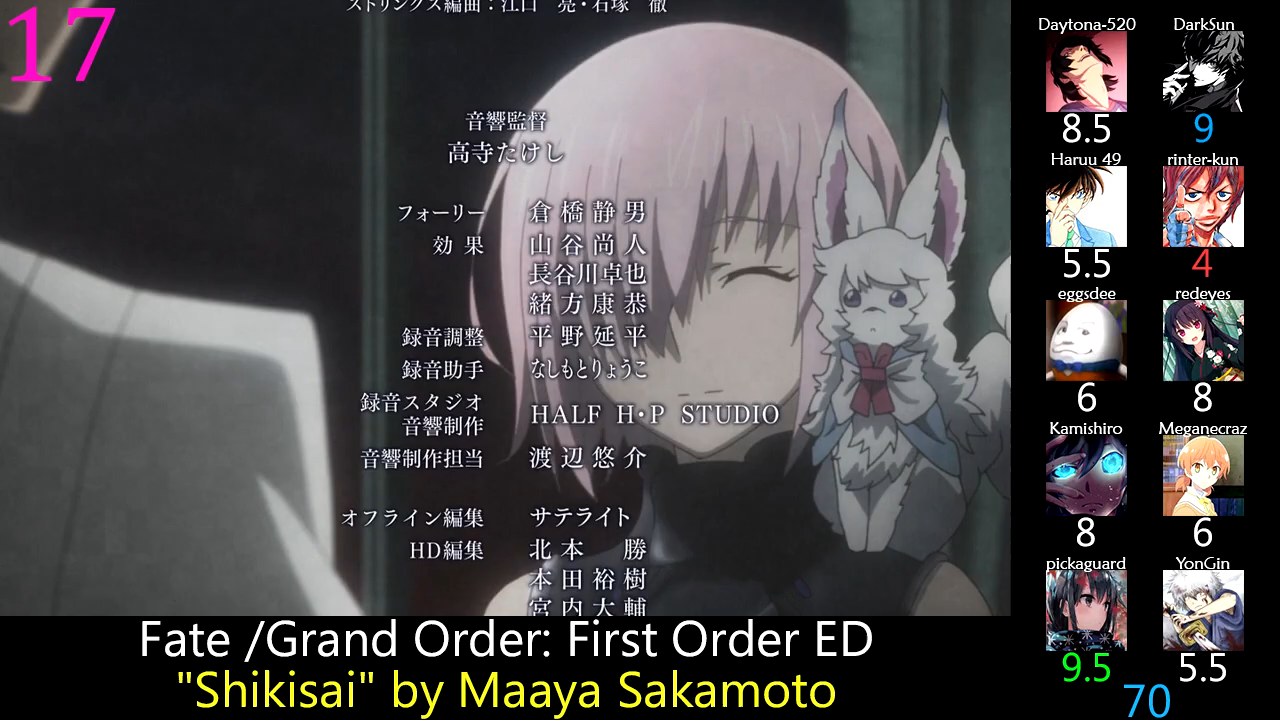 17
ストリングス編曲：江口　亮・石塚　徹
音響監督
高寺たけし
フォーリー 倉橋静男
効果 山谷尚人
長谷川卓也
緒方康恭
録音調整 平野延平
録音助手 なしもとりょうこ
録音スタジオ
音響制作 HALF H・P STUDIO
音響制作担当 渡辺悠介
オフライン編集 サテライト
HD編集 北本　勝
本田裕樹
宮内大輔
Fate /Grand Order: First Order ED
"Shikisai" by Maaya Sakamoto
Daytona-520 DarkSun
8.5 9
Haruu 49 rinter-kun
5.5 4
eggsdee redeyes
6 8
Kamishiro Meganecraz
8 6
pickaguard YonGin
9.5 5.5
70